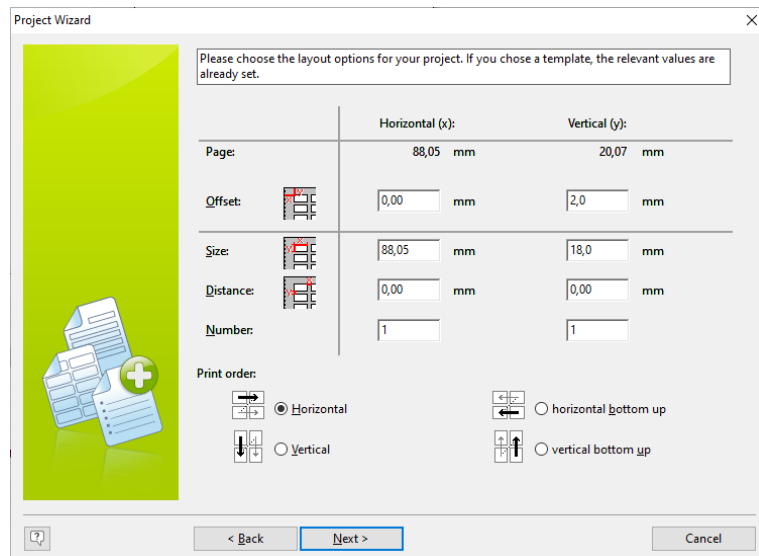 Project Wizard
Please choose the layout options for your project. If you chose a template, the relevant values are
already set.
Horizontal (x): Vertical (y):
Page: 88,05 mm 20,07 mm
Offset: 0,00 mm 2,0 mm
Size: 88,05 mm 18,0 mm
Distance: 0,00 mm 0,00 mm
Number: 1 1
Print order:
Horizontal horizontal bottom up
Vertical vertical bottom up
< Back Next > Cancel